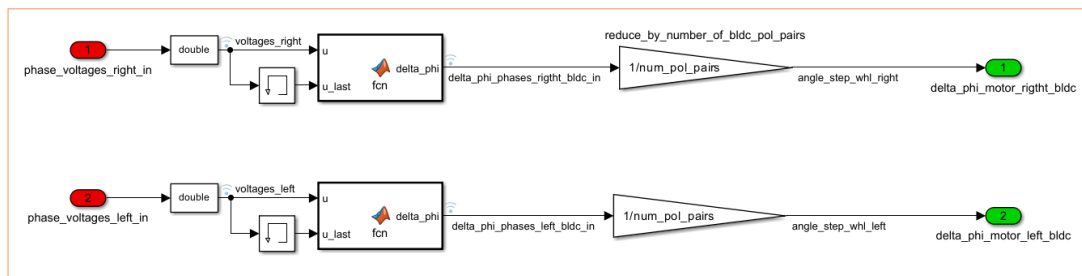 1
phase_voltages_right_in
double
voltages_right
u
u_last
fcn
delta_phi
delta_phi_phases_rigtht_bldc_in
reduce_by_number_of_bldc_pol_pairs
1/num_pol_pairs
angle_step_whl_right
1
delta_phi_motor_rigtht_bldc
2
phase_voltages_left_in
double
voltages_left
u
u_last
fcn
delta_phi
delta_phi_phases_left_bldc_in
1/num_pol_pairs
angle_step_whl_left
2
delta_phi_motor_left_bldc